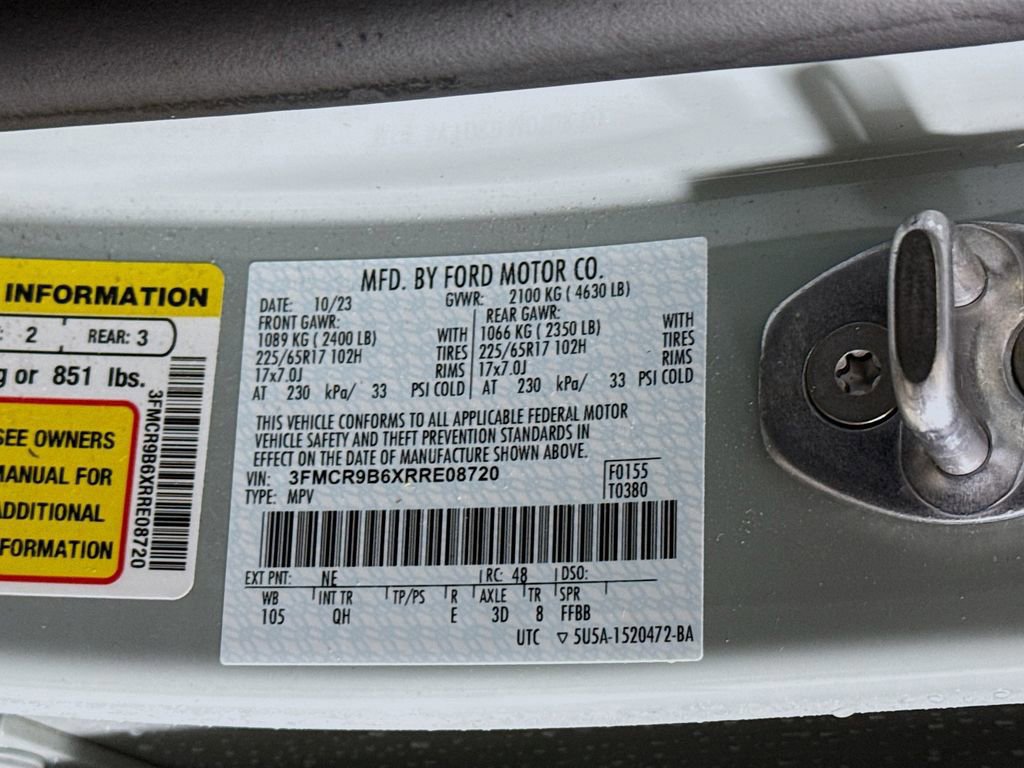 INFORMATION
2 REAR: 3
g or 851 lbs.
SEE OWNERS
MANUAL FOR
ADDITIONAL
INFORMATION
3FMCR9B6XRRE08720
MFD. BY FORD MOTOR CO.
DATE: 10/23 GVWR: 2100 KG ( 4630 LB)
FRONT GAWR: REAR GAWR:
1089 KG ( 2400 LB) WITH 1066 KG ( 2350 LB) WITH
225/65R17 102H TIRES 225/65R17 102H TIRES
17x7.0J RIMS 17x7.0J RIMS
AT 230 kPa/ 33 PSI COLD AT 230 kPa/ 33 PSI COLD
THIS VEHICLE CONFORMS TO ALL APPLICABLE FEDERAL MOTOR
VEHICLE SAFETY AND THEFT PREVENTION STANDARDS IN
EFFECT ON THE DATE OF MANUFACTURE SHOWN ABOVE.
VIN: 3FMCR9B6XRRE08720 F0155
TYPE: MPV T0380
EXT PNT: NE RC: 48 DSO:
WB INT TR TP/PS R AXLE TR SPR
105 QH E 3D 8 FFBB
UTC ▽ 5U5A-1520472-BA